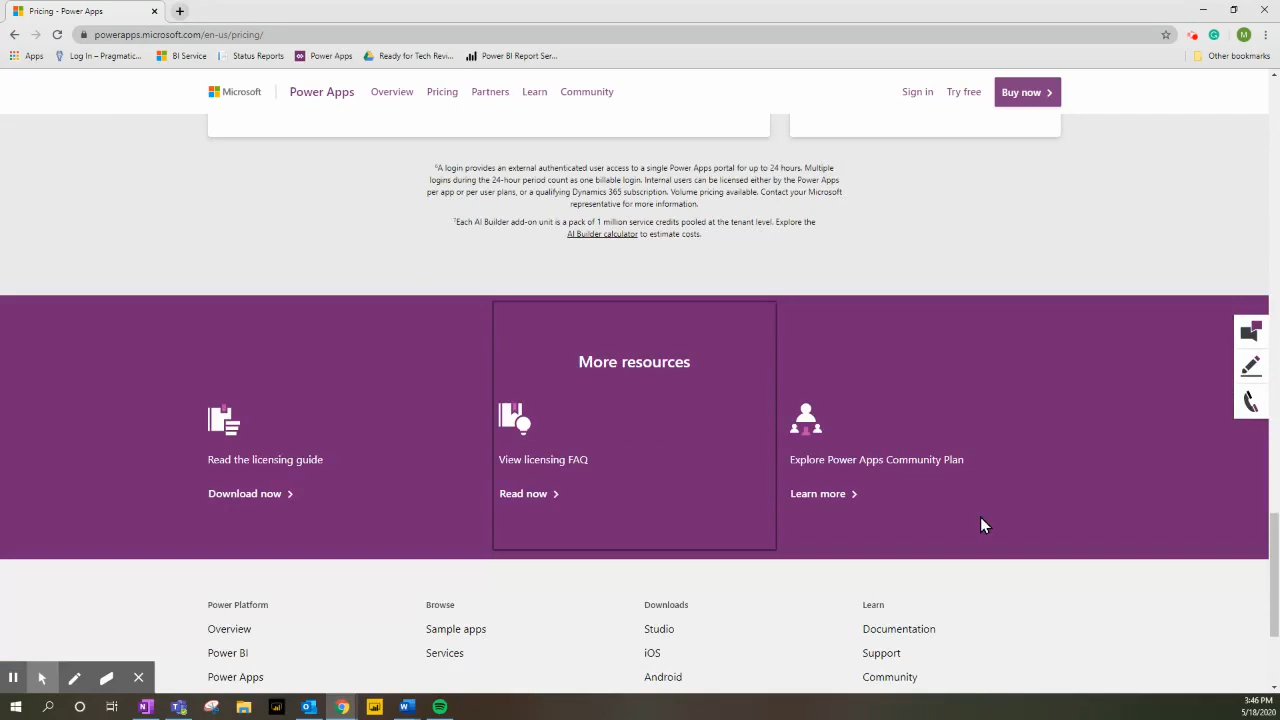 Pricing - Power Apps
powerapps.microsoft.com/en-us/pricing/
M
Apps
Log In – Pragmatic...
BI Service
Status Reports
Power Apps
Ready for Tech Revi...
Power BI Report Ser...
Other bookmarks
Microsoft
Power Apps
Overview
Pricing
Partners
Learn
Community
Sign in
Try free
Buy now
⁶A login provides an external authenticated user access to a single Power Apps portal for up to 24 hours. Multiple
logins during the 24-hour period count as one billable login. Internal users can be licensed either by the Power Apps
per app or per user plans, or a qualifying Dynamics 365 subscription. Volume pricing available. Contact your Microsoft
representative for more information.
⁷Each AI Builder add-on unit is a pack of 1 million service credits pooled at the tenant level. Explore the
AI Builder calculator to estimate costs.
More resources
Read the licensing guide
Download now
View licensing FAQ
Read now
Explore Power Apps Community Plan
Learn more
Power Platform
Overview
Power BI
Power Apps
Browse
Sample apps
Services
Downloads
Studio
iOS
Android
Learn
Documentation
Support
Community
3:46 PM
5/18/2020